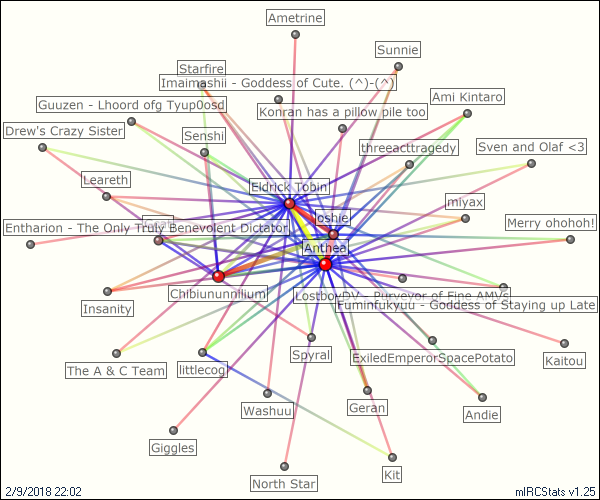 Ametrine
Sunnie
Starfire
Imaimashii - Goddess of Cute. (^)-(^)
Ami Kintaro
Guuzen - Lhoord ofg Tyup0osd
Konran has a pillow pile too
Drew's Crazy Sister
Senshi
threeacttragedy
Sven and Olaf <3
Leareth
Eldrick Tobin
miyax
Joshie
Merry ohohoh!
Entharion - The Only Truly Benevolent Dictator
Anthea
Chibiununnilium
LostboyDV - Purveyor of Fine AMVs
Fuminfukyuu - Goddess of Staying up Late
Insanity
Spyral
ExiledEmperorSpacePotato
Kaitou
The A & C Team
littlecog
Washuu
Geran
Andie
Giggles
North Star
Kit
2/9/2018 22:02
mIRCStats v1.25